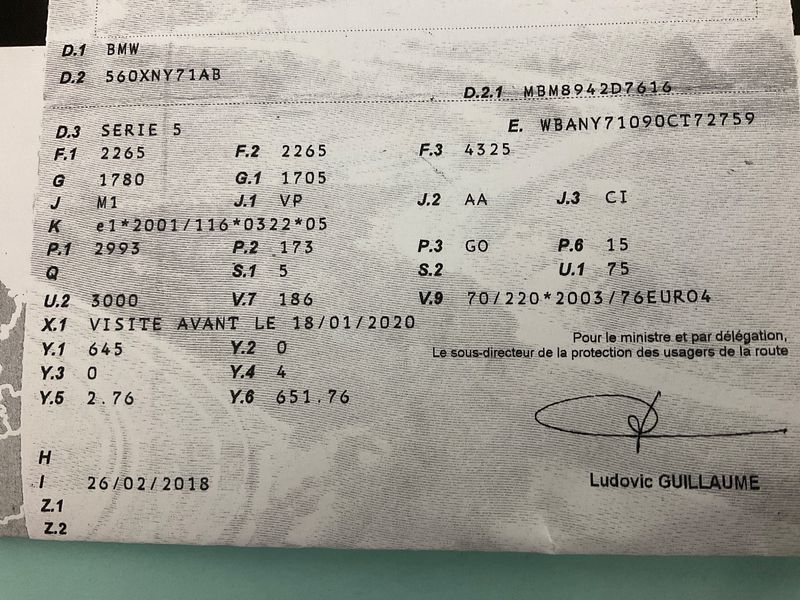 D.1 BMW
D.2 560XNY71AB
D.2.1 MBM8942D7616
D.3 SERIE 5
E. WBANY71090CT72759
F.1 2265 F.2 2265 F.3 4325
G 1780 G.1 1705
J M1 J.1 VP J.2 AA J.3 CI
K e1*2001/116*0322*05
P.1 2993 P.2 173 P.3 GO P.6 15
Q S.1 5 S.2 U.1 75
U.2 3000 V.7 186 V.9 70/220*2003/76EURO4
X.1 VISITE AVANT LE 18/01/2020
Pour le ministre et par délégation,
Le sous-directeur de la protection des usagers de la route
Y.1 645 Y.2 0
Y.3 0 Y.4 4
Y.5 2.76 Y.6 651.76
H
I 26/02/2018
Ludovic GUILLAUME
Z.1
Z.2